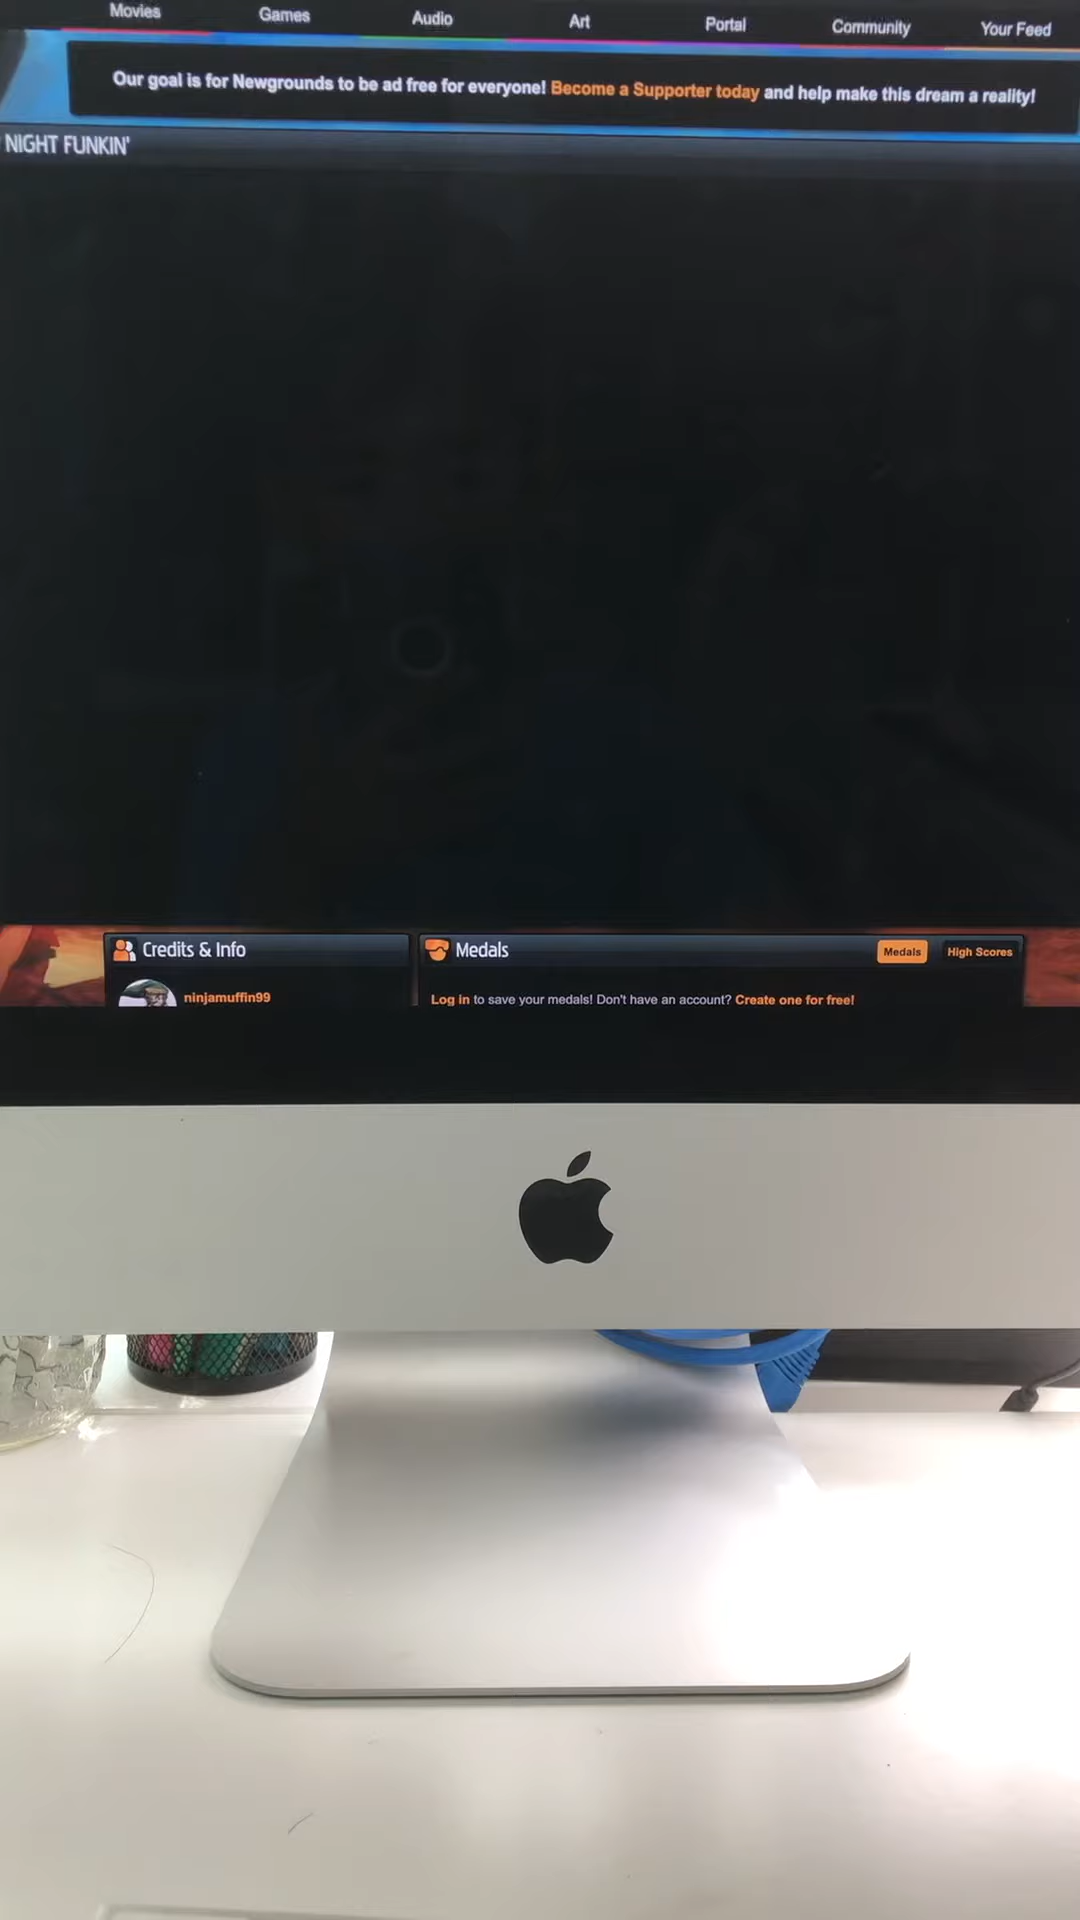 Movies Games Audio Art Portal Community Your Feed
Our goal is for Newgrounds to be ad free for everyone! Become a Supporter today and help make this dream a reality!
NIGHT FUNKIN'
Credits & Info
Medals
Medals High Scores
ninjamuffin99
Log in to save your medals! Don't have an account? Create one for free!